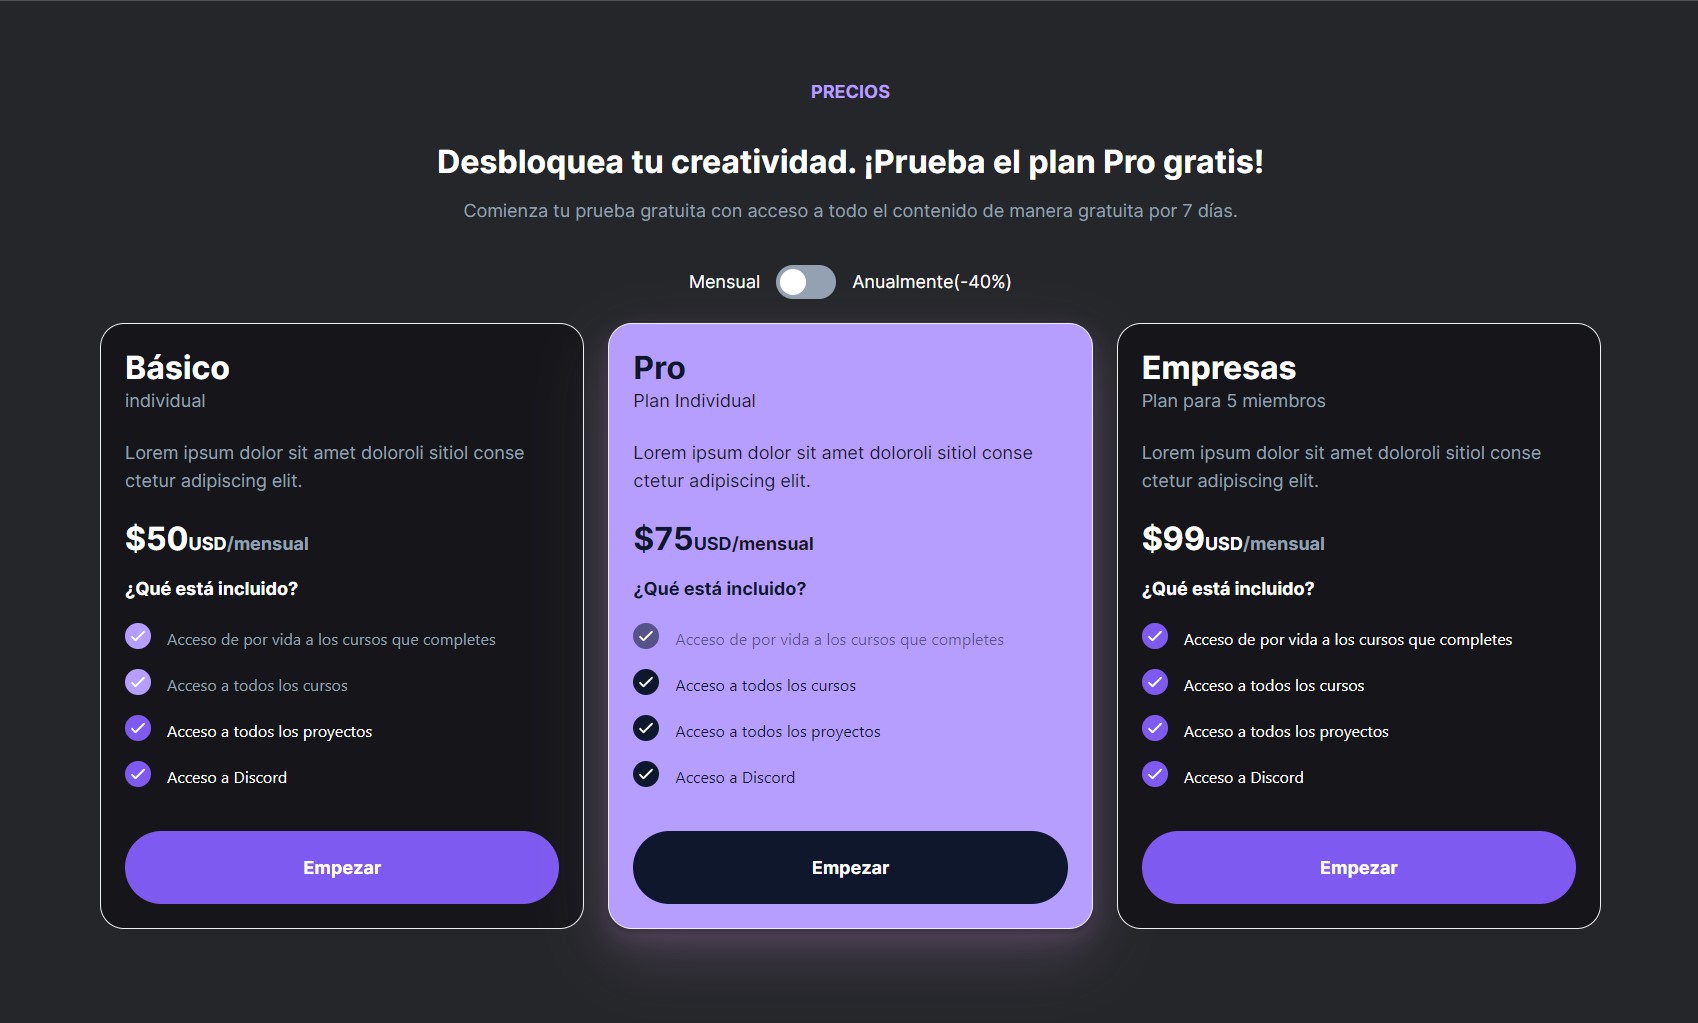 PRECIOS
Desbloquea tu creatividad. ¡Prueba el plan Pro gratis!
Comienza tu prueba gratuita con acceso a todo el contenido de manera gratuita por 7 días.
Mensual
Anualmente(-40%)
Básico
individual
Lorem ipsum dolor sit amet doloroli sitiol conse
ctetur adipiscing elit.
$50USD/mensual
¿Qué está incluido?
Acceso de por vida a los cursos que completes
Acceso a todos los cursos
Acceso a todos los proyectos
Acceso a Discord
Empezar
Pro
Plan Individual
Lorem ipsum dolor sit amet doloroli sitiol conse
ctetur adipiscing elit.
$75USD/mensual
¿Qué está incluido?
Acceso de por vida a los cursos que completes
Acceso a todos los cursos
Acceso a todos los proyectos
Acceso a Discord
Empezar
Empresas
Plan para 5 miembros
Lorem ipsum dolor sit amet doloroli sitiol conse
ctetur adipiscing elit.
$99USD/mensual
¿Qué está incluido?
Acceso de por vida a los cursos que completes
Acceso a todos los cursos
Acceso a todos los proyectos
Acceso a Discord
Empezar